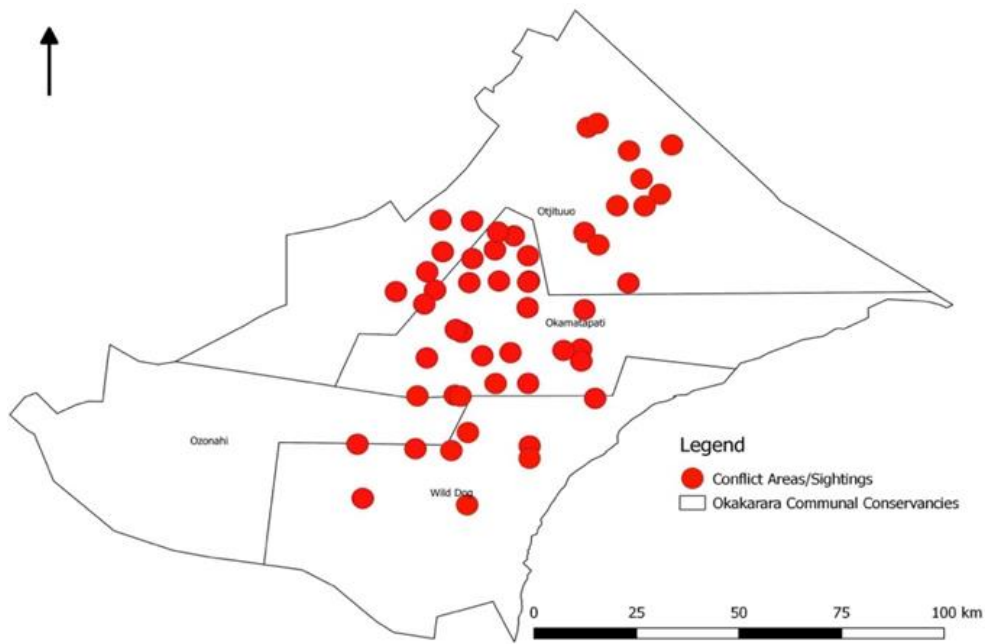 Otjituuo
Okamatapati
Ozonahi
Wild Dog
Legend
Conflict Areas/Sightings
Okakarara Communal Conservancies
0 25 50 75 100 km